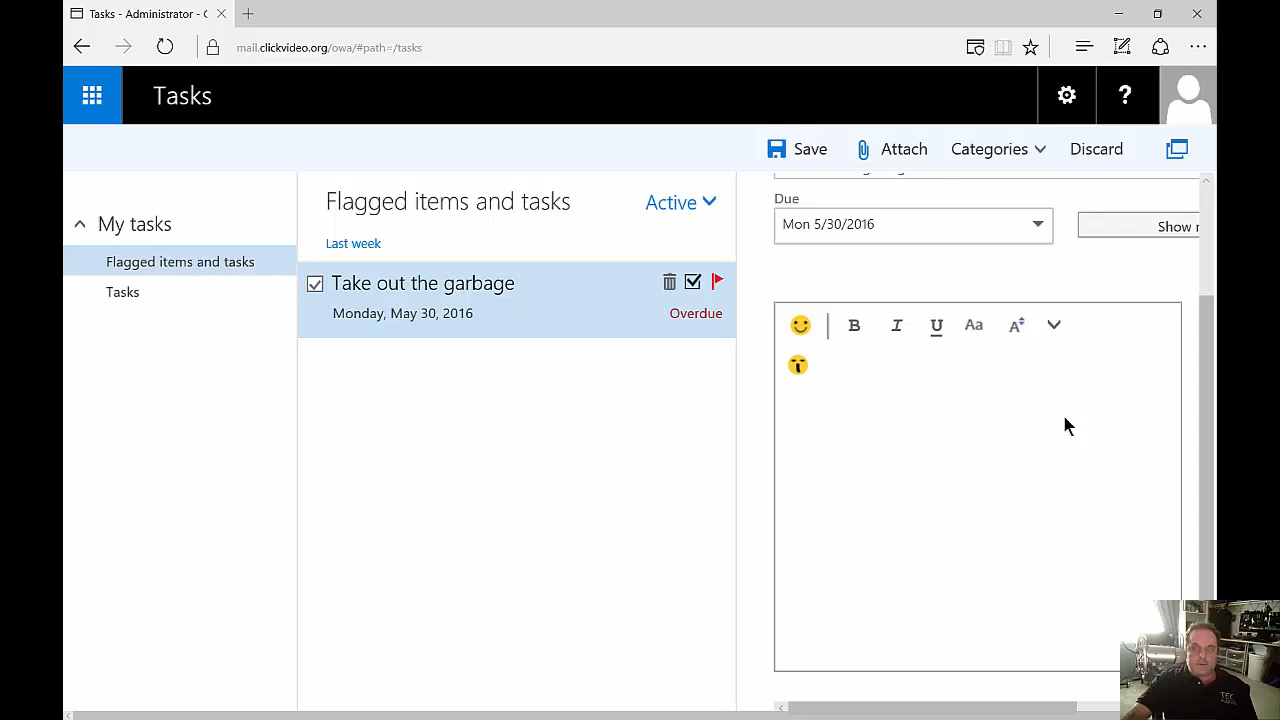 Tasks - Administrator - C
mail.clickvideo.org/owa/#path=/tasks
Tasks
?
Save
Attach
Categories
Discard
My tasks
Flagged items and tasks
Tasks
Flagged items and tasks
Active
Last week
Take out the garbage
Monday, May 30, 2016
Overdue
Due
Mon 5/30/2016
Show
B I U Aa A
TEC